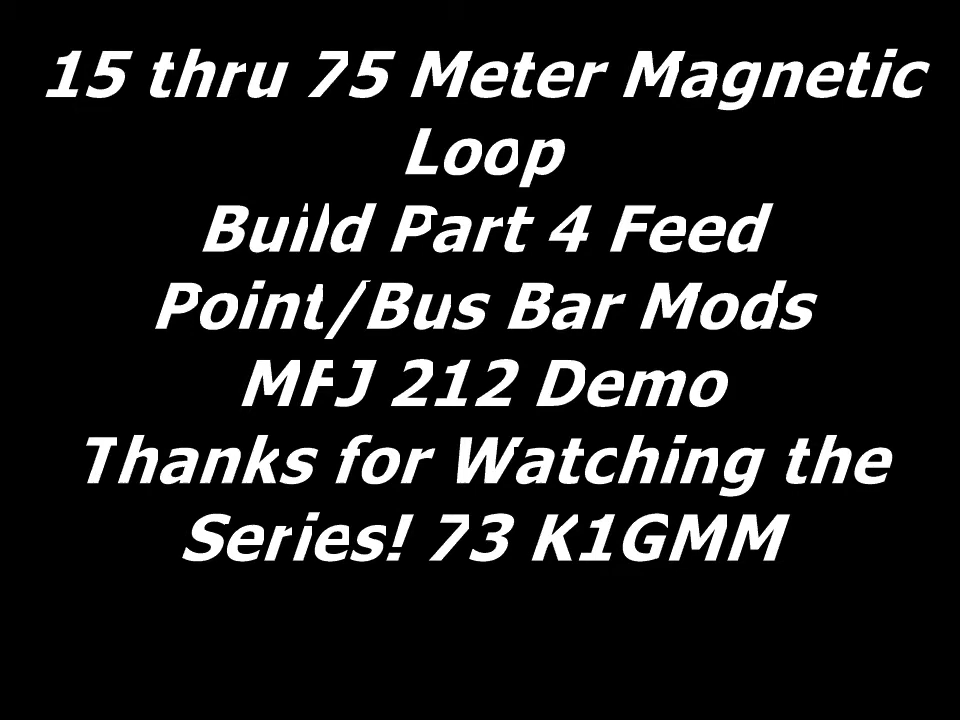 15 thru 75 Meter Magnetic
Loop
Build Part 4 Feed
Point/Bus Bar Mods
MFJ 212 Demo
Thanks for Watching the
Series! 73 K1GMM